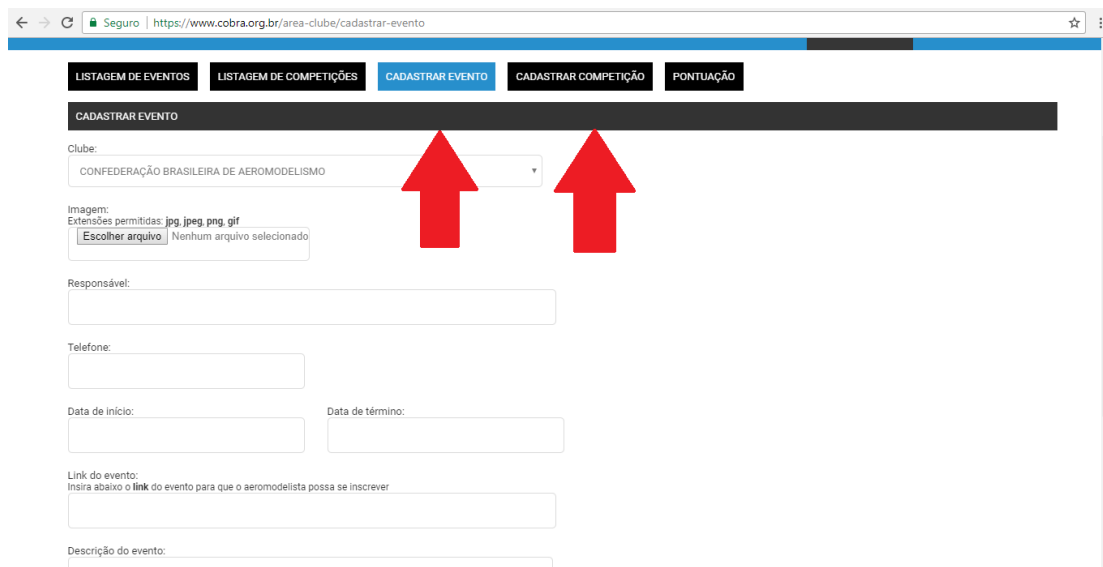 Seguro | https://www.cobra.org.br/area-clube/cadastrar-evento
LISTAGEM DE EVENTOS LISTAGEM DE COMPETIÇÕES CADASTRAR EVENTO CADASTRAR COMPETIÇÃO PONTUAÇÃO
CADASTRAR EVENTO
Clube:
CONFEDERAÇÃO BRASILEIRA DE AEROMODELISMO
Imagem:
Extensões permitidas: jpg, jpeg, png, gif
Escolher arquivo Nenhum arquivo selecionado
Responsável:
Telefone:
Data de início: Data de término:
Link do evento:
Insira abaixo o link do evento para que o aeromodelista possa se inscrever
Descrição do evento: